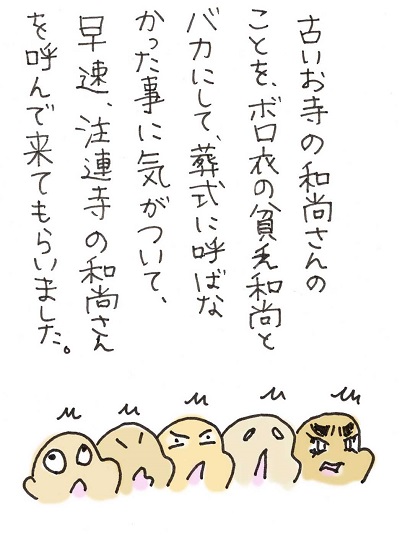 古いお寺の和尚さんの
ことを、ボロ衣の貧乏和尚と
バカにして、葬式に呼ばな
かった事に気がついて、
早速、注連寺の和尚さん
を呼んで来てもらいました。